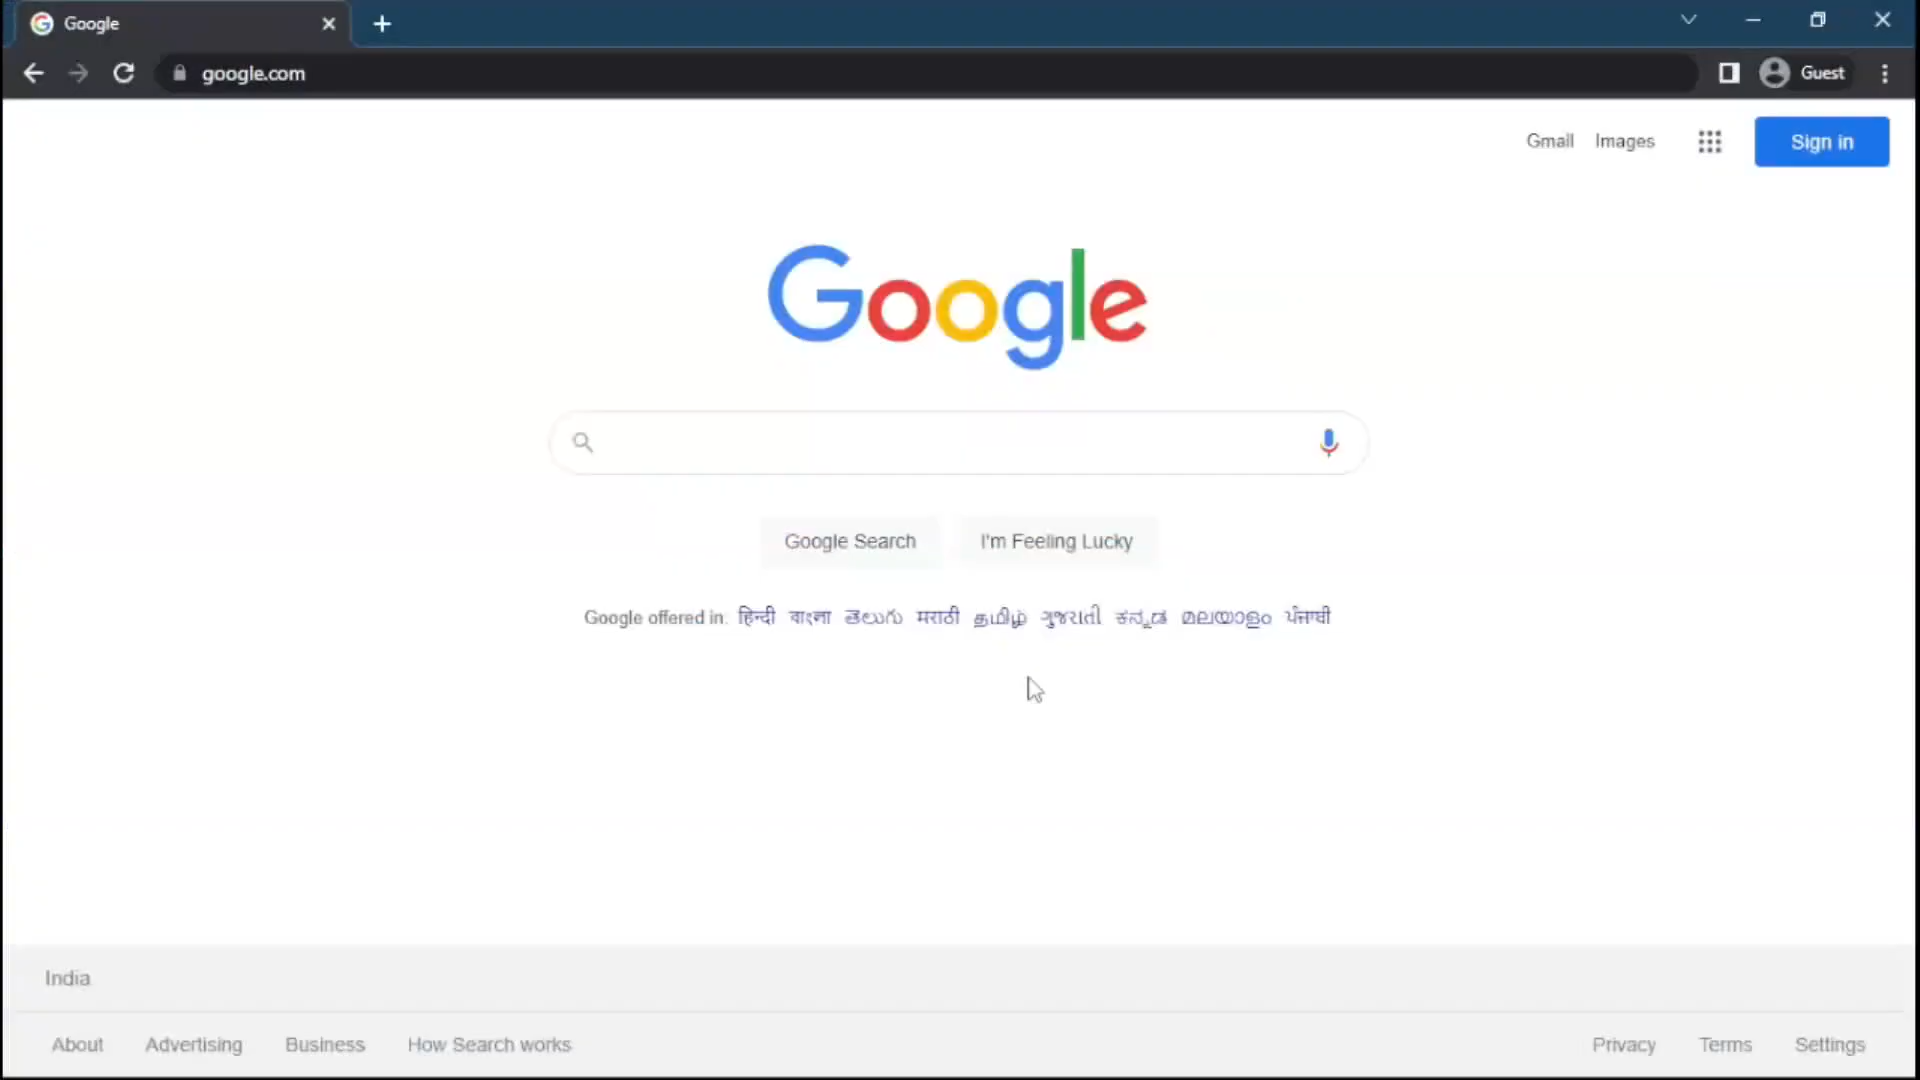 Google
google.com
Guest
Gmail Images
Sign in
Google
Google Search I'm Feeling Lucky
Google offered in: हिन्दी বাংলা తెలుగు मराठी தமிழ் ગુજરાતી ಕನ್ನಡ മലയാളം ਪੰਜਾਬੀ
India
About Advertising Business How Search works
Privacy Terms Settings